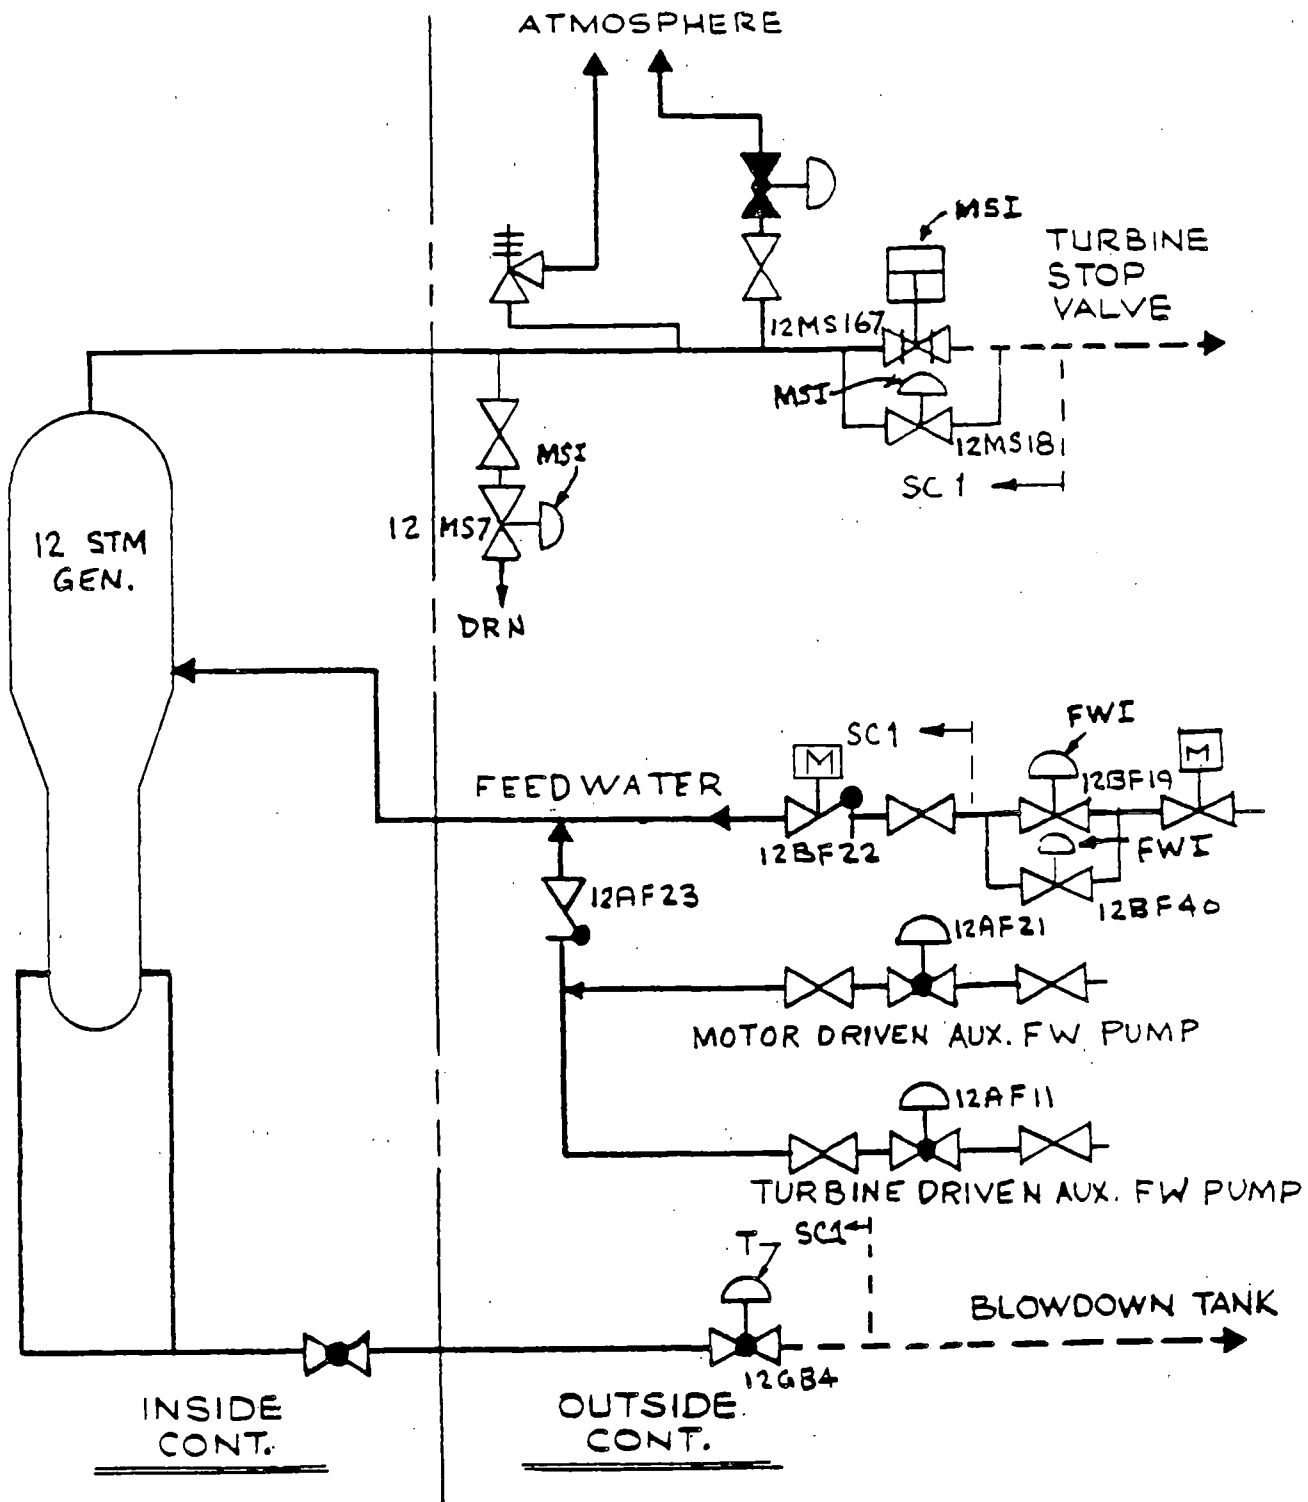 ATMOSPHERE
MSI
TURBINE
STOP
VALVE
12MS167
MSI
12MS18
SC 1
MSI
12 MS7
DRN
12 STM
GEN.
FWI
SC1
M
M
12BF19
FEEDWATER
12BF22
FWI
12BF40
12AF23
12AF21
MOTOR DRIVEN AUX. FW PUMP
12AF11
TURBINE DRIVEN AUX. FW PUMP
SC1
T
BLOWDOWN TANK
12GB4
INSIDE
CONT.
OUTSIDE
CONT.